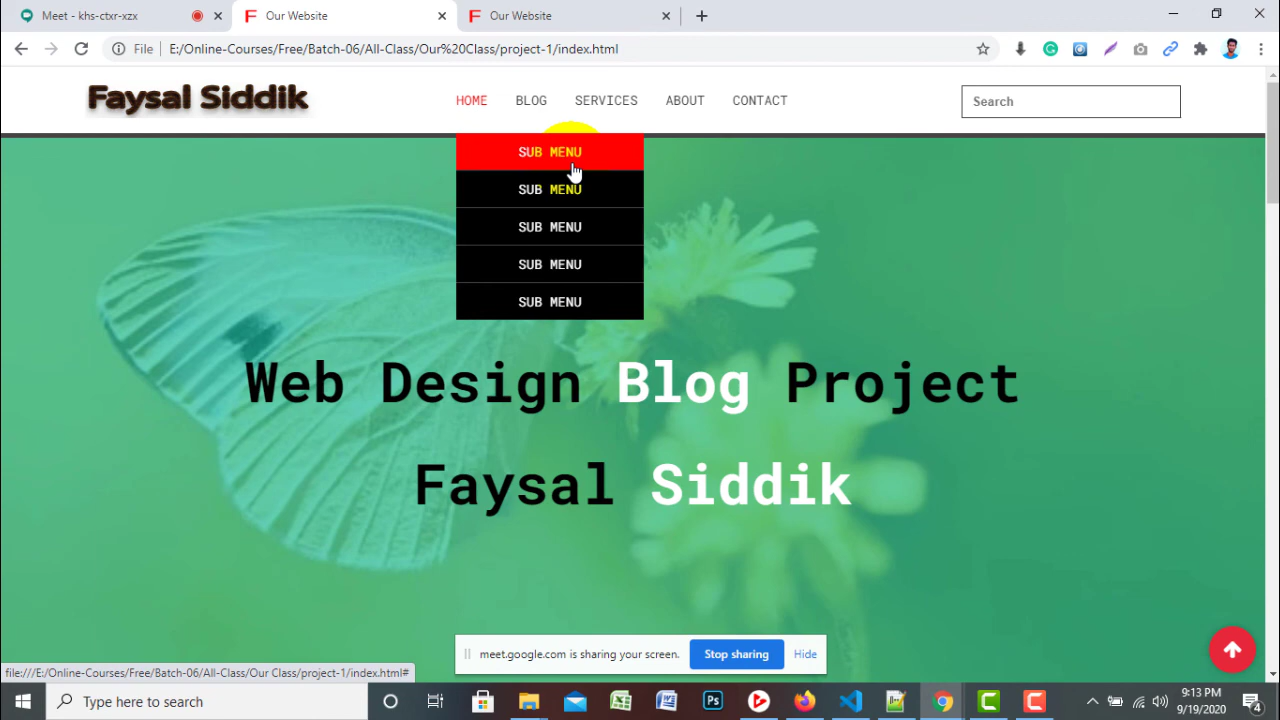 Meet - khs-ctxr-xzx
Our Website
Our Website
File
E:/Online-Courses/Free/Batch-06/All-Class/Our%20Class/project-1/index.html
Faysal Siddik
HOME
BLOG
SERVICES
ABOUT
CONTACT
Search
SUB MENU
SUB MENU
SUB MENU
SUB MENU
SUB MENU
Web Design Blog Project
Faysal Siddik
meet.google.com is sharing your screen.
Stop sharing
Hide
file:///E:/Online-Courses/Free/Batch-06/All-Class/Our Class/project-1/index.html#
Type here to search
Ps
9:13 PM
9/19/2020
4